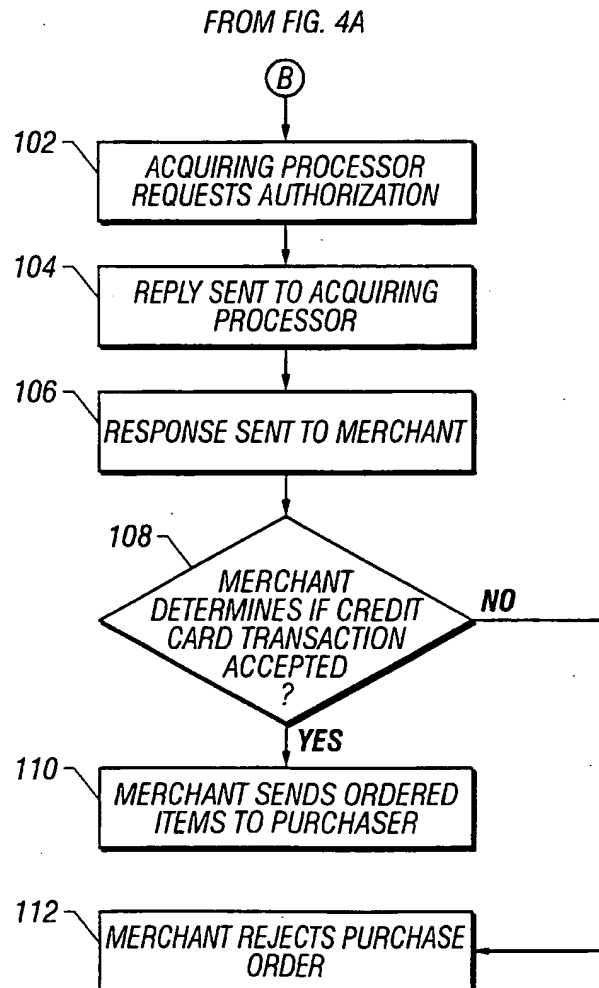 FROM FIG. 4A
B
102
ACQUIRING PROCESSOR
REQUESTS AUTHORIZATION
104
REPLY SENT TO ACQUIRING
PROCESSOR
106
RESPONSE SENT TO MERCHANT
108
MERCHANT
DETERMINES IF CREDIT
CARD TRANSACTION
ACCEPTED
?
NO
YES
110
MERCHANT SENDS ORDERED
ITEMS TO PURCHASER
112
MERCHANT REJECTS PURCHASE
ORDER